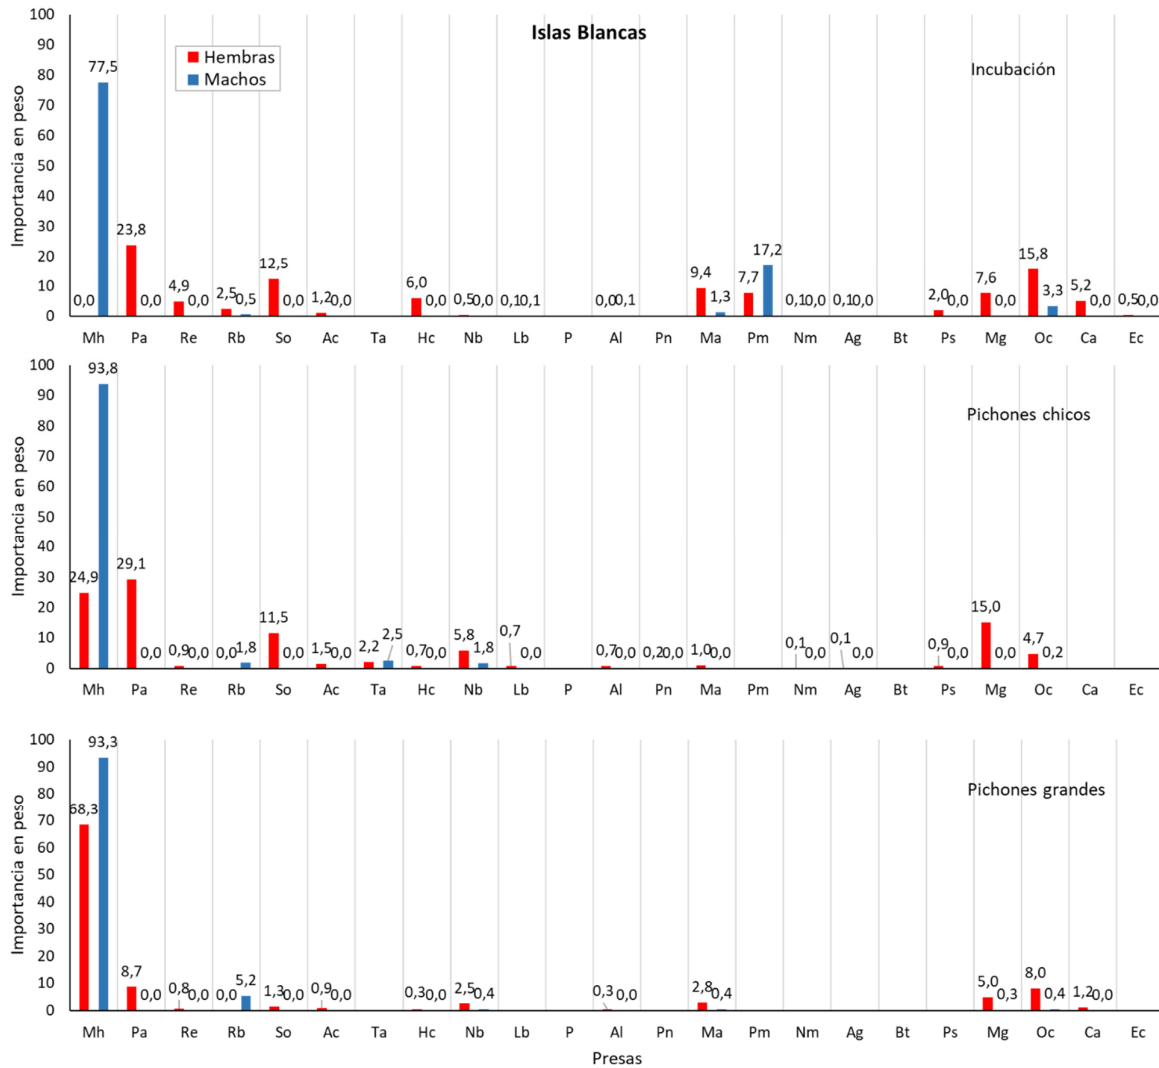 Islas Blancas
Hembras
Machos
Incubación
Importancia en peso
100
90
80
70
60
50
40
30
20
10
0
0,0 77,5 23,8 0,0 4,9 0,0 2,5 0,5 12,5 0,0 1,2 0,0 6,0 0,0 0,5 0,0 0,1 0,1 0,0 0,1 9,4 1,3 7,7 17,2 0,1 0,0 0,1 0,0 2,0 0,0 7,6 0,0 15,8 3,3 5,2 0,0 0,5 0,0
Mh Pa Re Rb So Ac Ta Hc Nb Lb P Al Pn Ma Pm Nm Ag Bt Ps Mg Oc Ca Ec
Pichones chicos
Importancia en peso
100
90
80
70
60
50
40
30
20
10
0
24,9 93,8 29,1 0,0 0,9 0,0 0,0 1,8 11,5 0,0 1,5 0,0 2,2 2,5 0,7 0,0 5,8 1,8 0,7 0,0 0,7 0,0 0,2 0,0 1,0 0,0 0,1 0,0 0,1 0,0 0,9 0,0 15,0 0,0 4,7 0,2
Mh Pa Re Rb So Ac Ta Hc Nb Lb P Al Pn Ma Pm Nm Ag Bt Ps Mg Oc Ca Ec
Pichones grandes
Importancia en peso
100
90
80
70
60
50
40
30
20
10
0
68,3 93,3 8,7 0,0 0,8 0,0 0,0 5,2 1,3 0,0 0,9 0,0 0,3 0,0 2,5 0,4 0,3 0,0 2,8 0,4 5,0 0,3 8,0 0,4 1,2 0,0
Mh Pa Re Rb So Ac Ta Hc Nb Lb P Al Pn Ma Pm Nm Ag Bt Ps Mg Oc Ca Ec
Presas